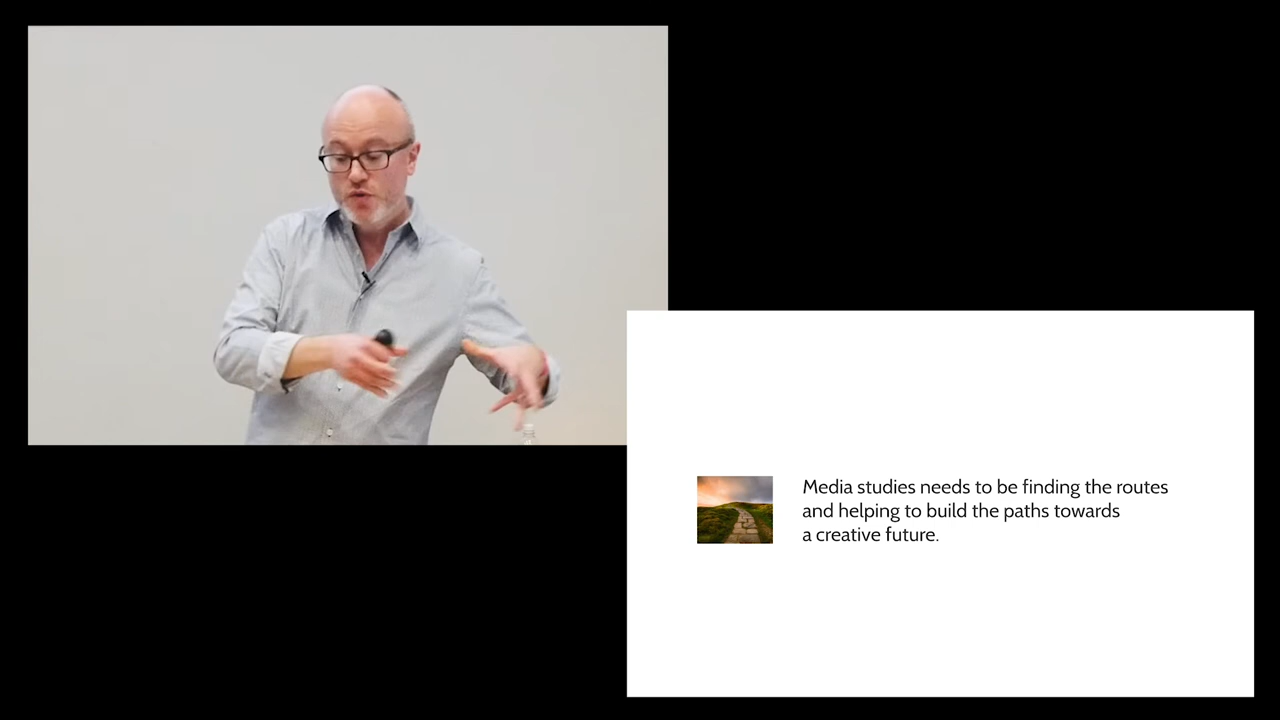 Media studies needs to be finding the routes
and helping to build the paths towards
a creative future.